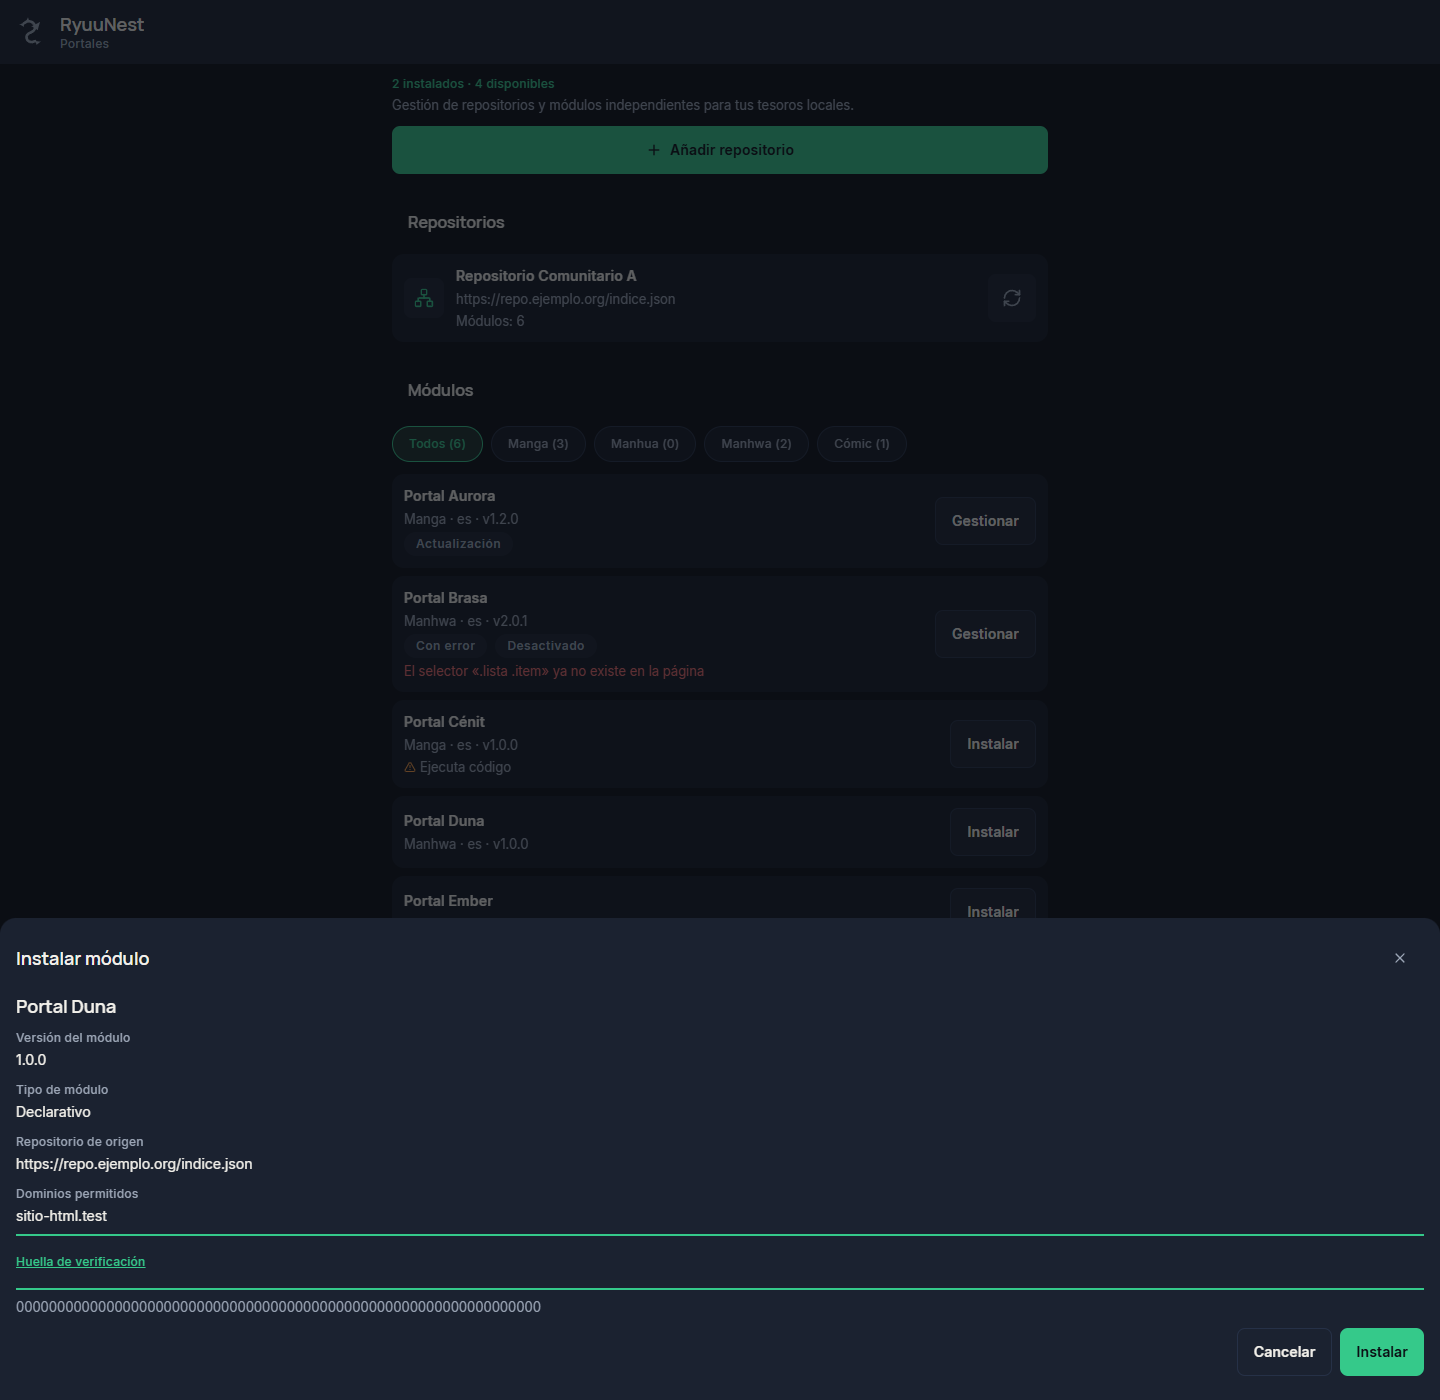 RyuuNest
Portales
2 instalados · 4 disponibles
Gestión de repositorios y módulos independientes para tus tesoros locales.
+ Añadir repositorio
Repositorios
Repositorio Comunitario A
https://repo.ejemplo.org/indice.json
Módulos: 6
Módulos
Todos (6) Manga (3) Manhua (0) Manhwa (2) Cómic (1)
Portal Aurora
Manga · es · v1.2.0
Actualización
Gestionar
Portal Brasa
Manhwa · es · v2.0.1
Con error Desactivado
El selector «.lista .item» ya no existe en la página
Gestionar
Portal Cénit
Manga · es · v1.0.0
Ejecuta código
Instalar
Portal Duna
Manhwa · es · v1.0.0
Instalar
Portal Ember
Instalar
Instalar módulo
Portal Duna
Versión del módulo
1.0.0
Tipo de módulo
Declarativo
Repositorio de origen
https://repo.ejemplo.org/indice.json
Dominios permitidos
sitio-html.test
Huella de verificación
0000000000000000000000000000000000000000000000000000000000000000
Cancelar Instalar